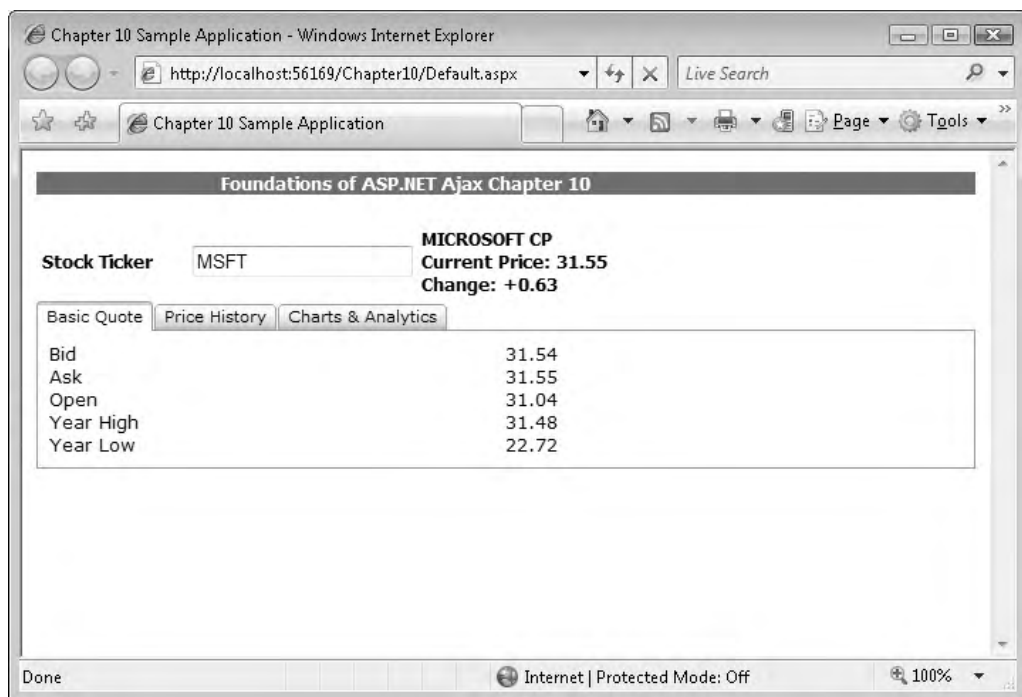 Chapter 10 Sample Application - Windows Internet Explorer
http://localhost:56169/Chapter10/Default.aspx
Live Search
Chapter 10 Sample Application
Page
Tools
Foundations of ASP.NET Ajax Chapter 10
MICROSOFT CP
Stock Ticker MSFT Current Price: 31.55
Change: +0.63
Basic Quote Price History Charts & Analytics
Bid 31.54
Ask 31.55
Open 31.04
Year High 31.48
Year Low 22.72
Done Internet | Protected Mode: Off 100%